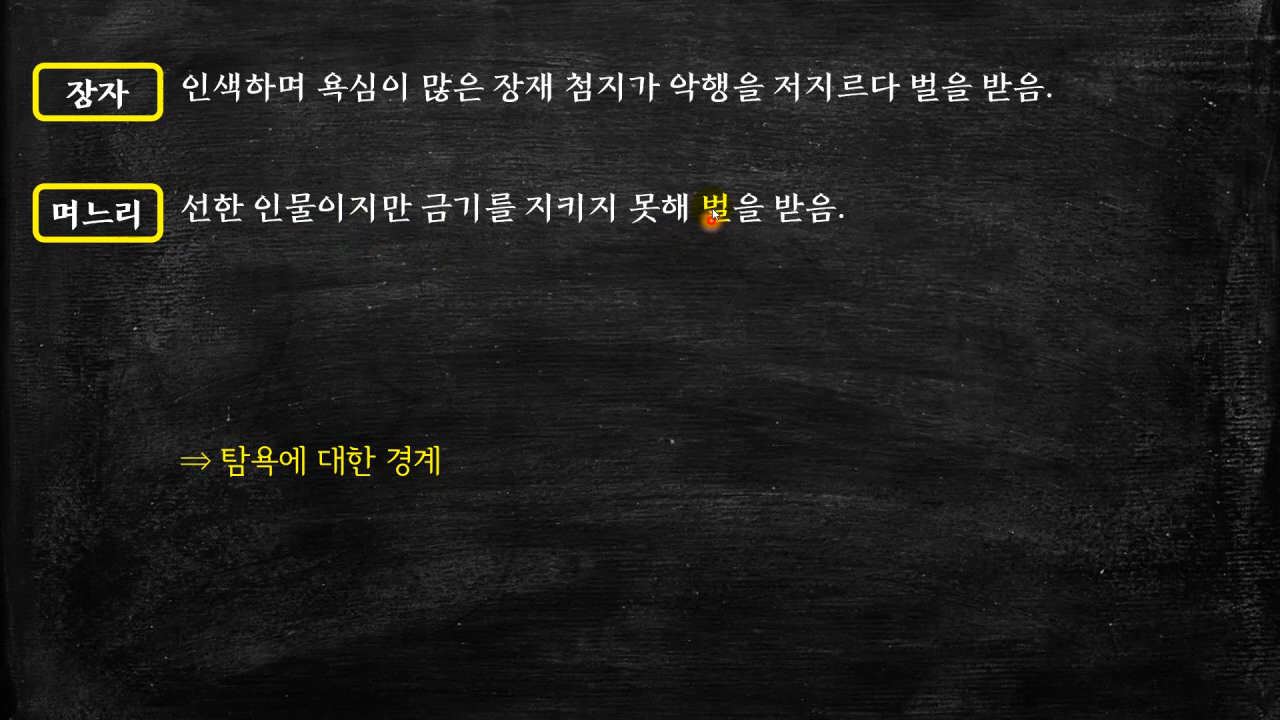 장자 인색하며 욕심이 많은 장재 첨지가 악행을 저지르다 벌을 받음.
며느리 선한 인물이지만 금기를 지키지 못해 벌을 받음.
⇒ 탐욕에 대한 경계